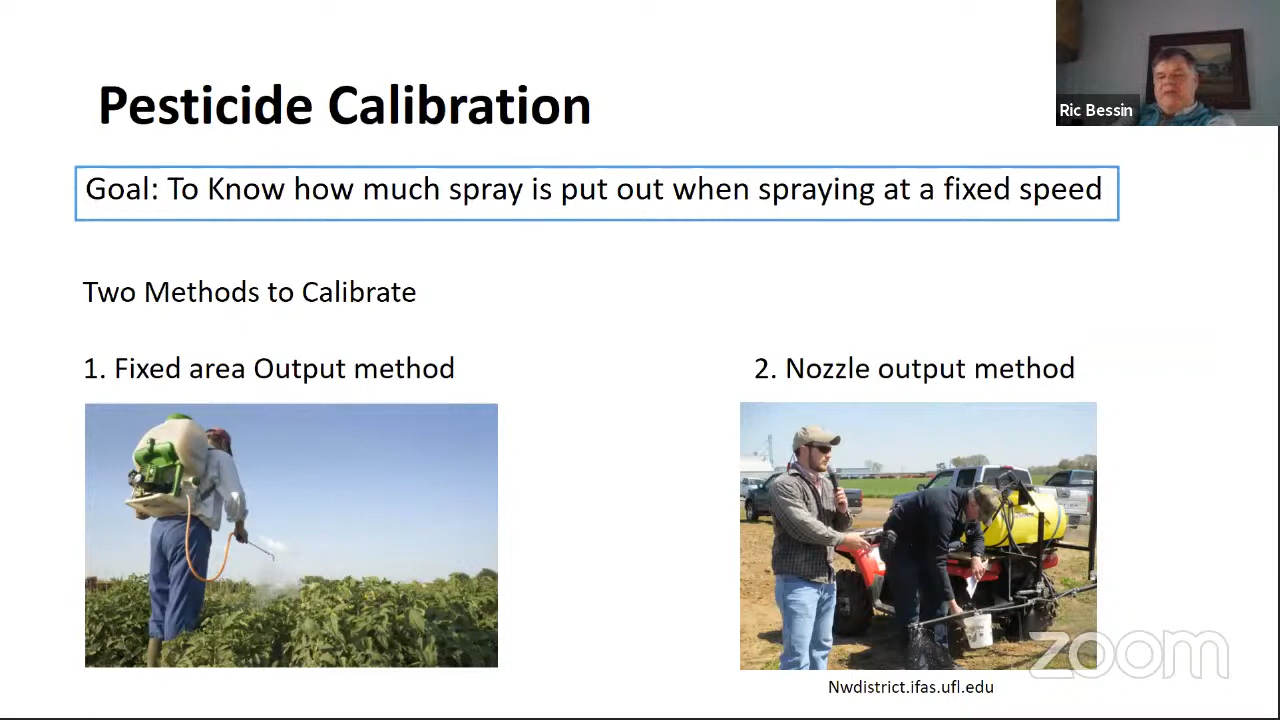 Pesticide Calibration
Ric Bessin
Goal: To Know how much spray is put out when spraying at a fixed speed
Two Methods to Calibrate
1. Fixed area Output method
2. Nozzle output method
zoom
Nwdistrict.ifas.ufl.edu